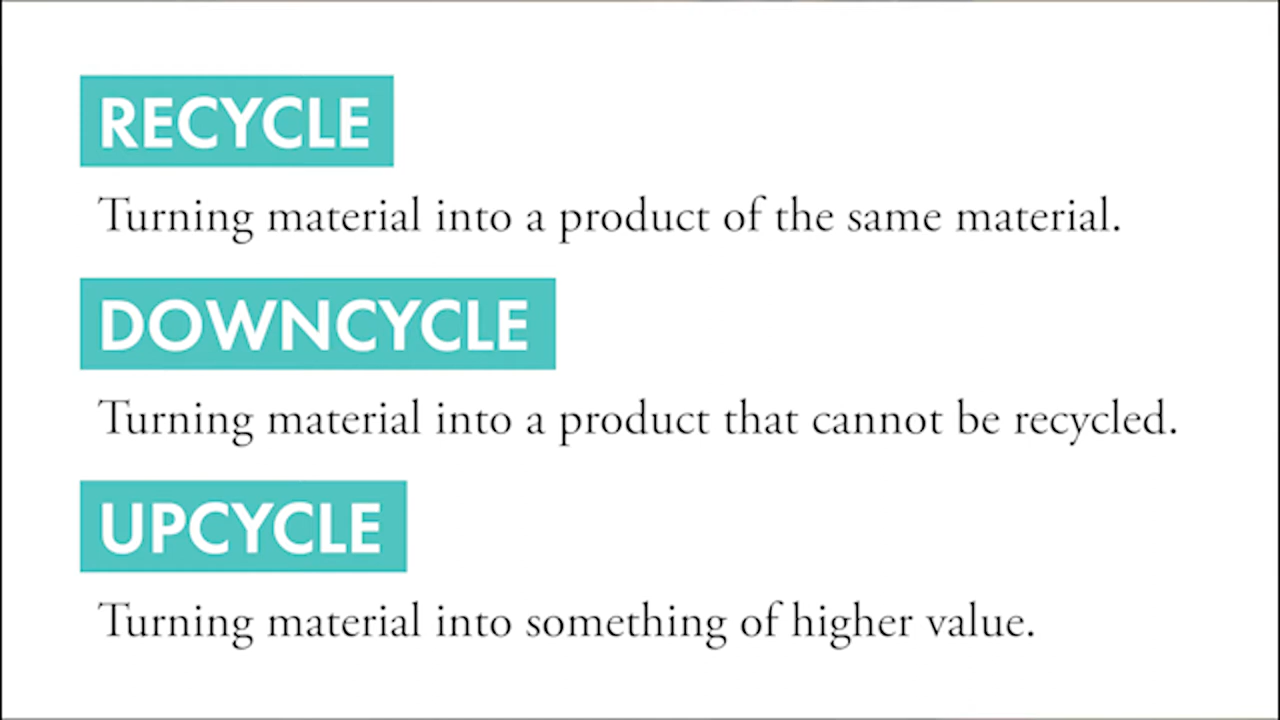 RECYCLE
Turning material into a product of the same material.
DOWNCYCLE
Turning material into a product that cannot be recycled.
UPCYCLE
Turning material into something of higher value.